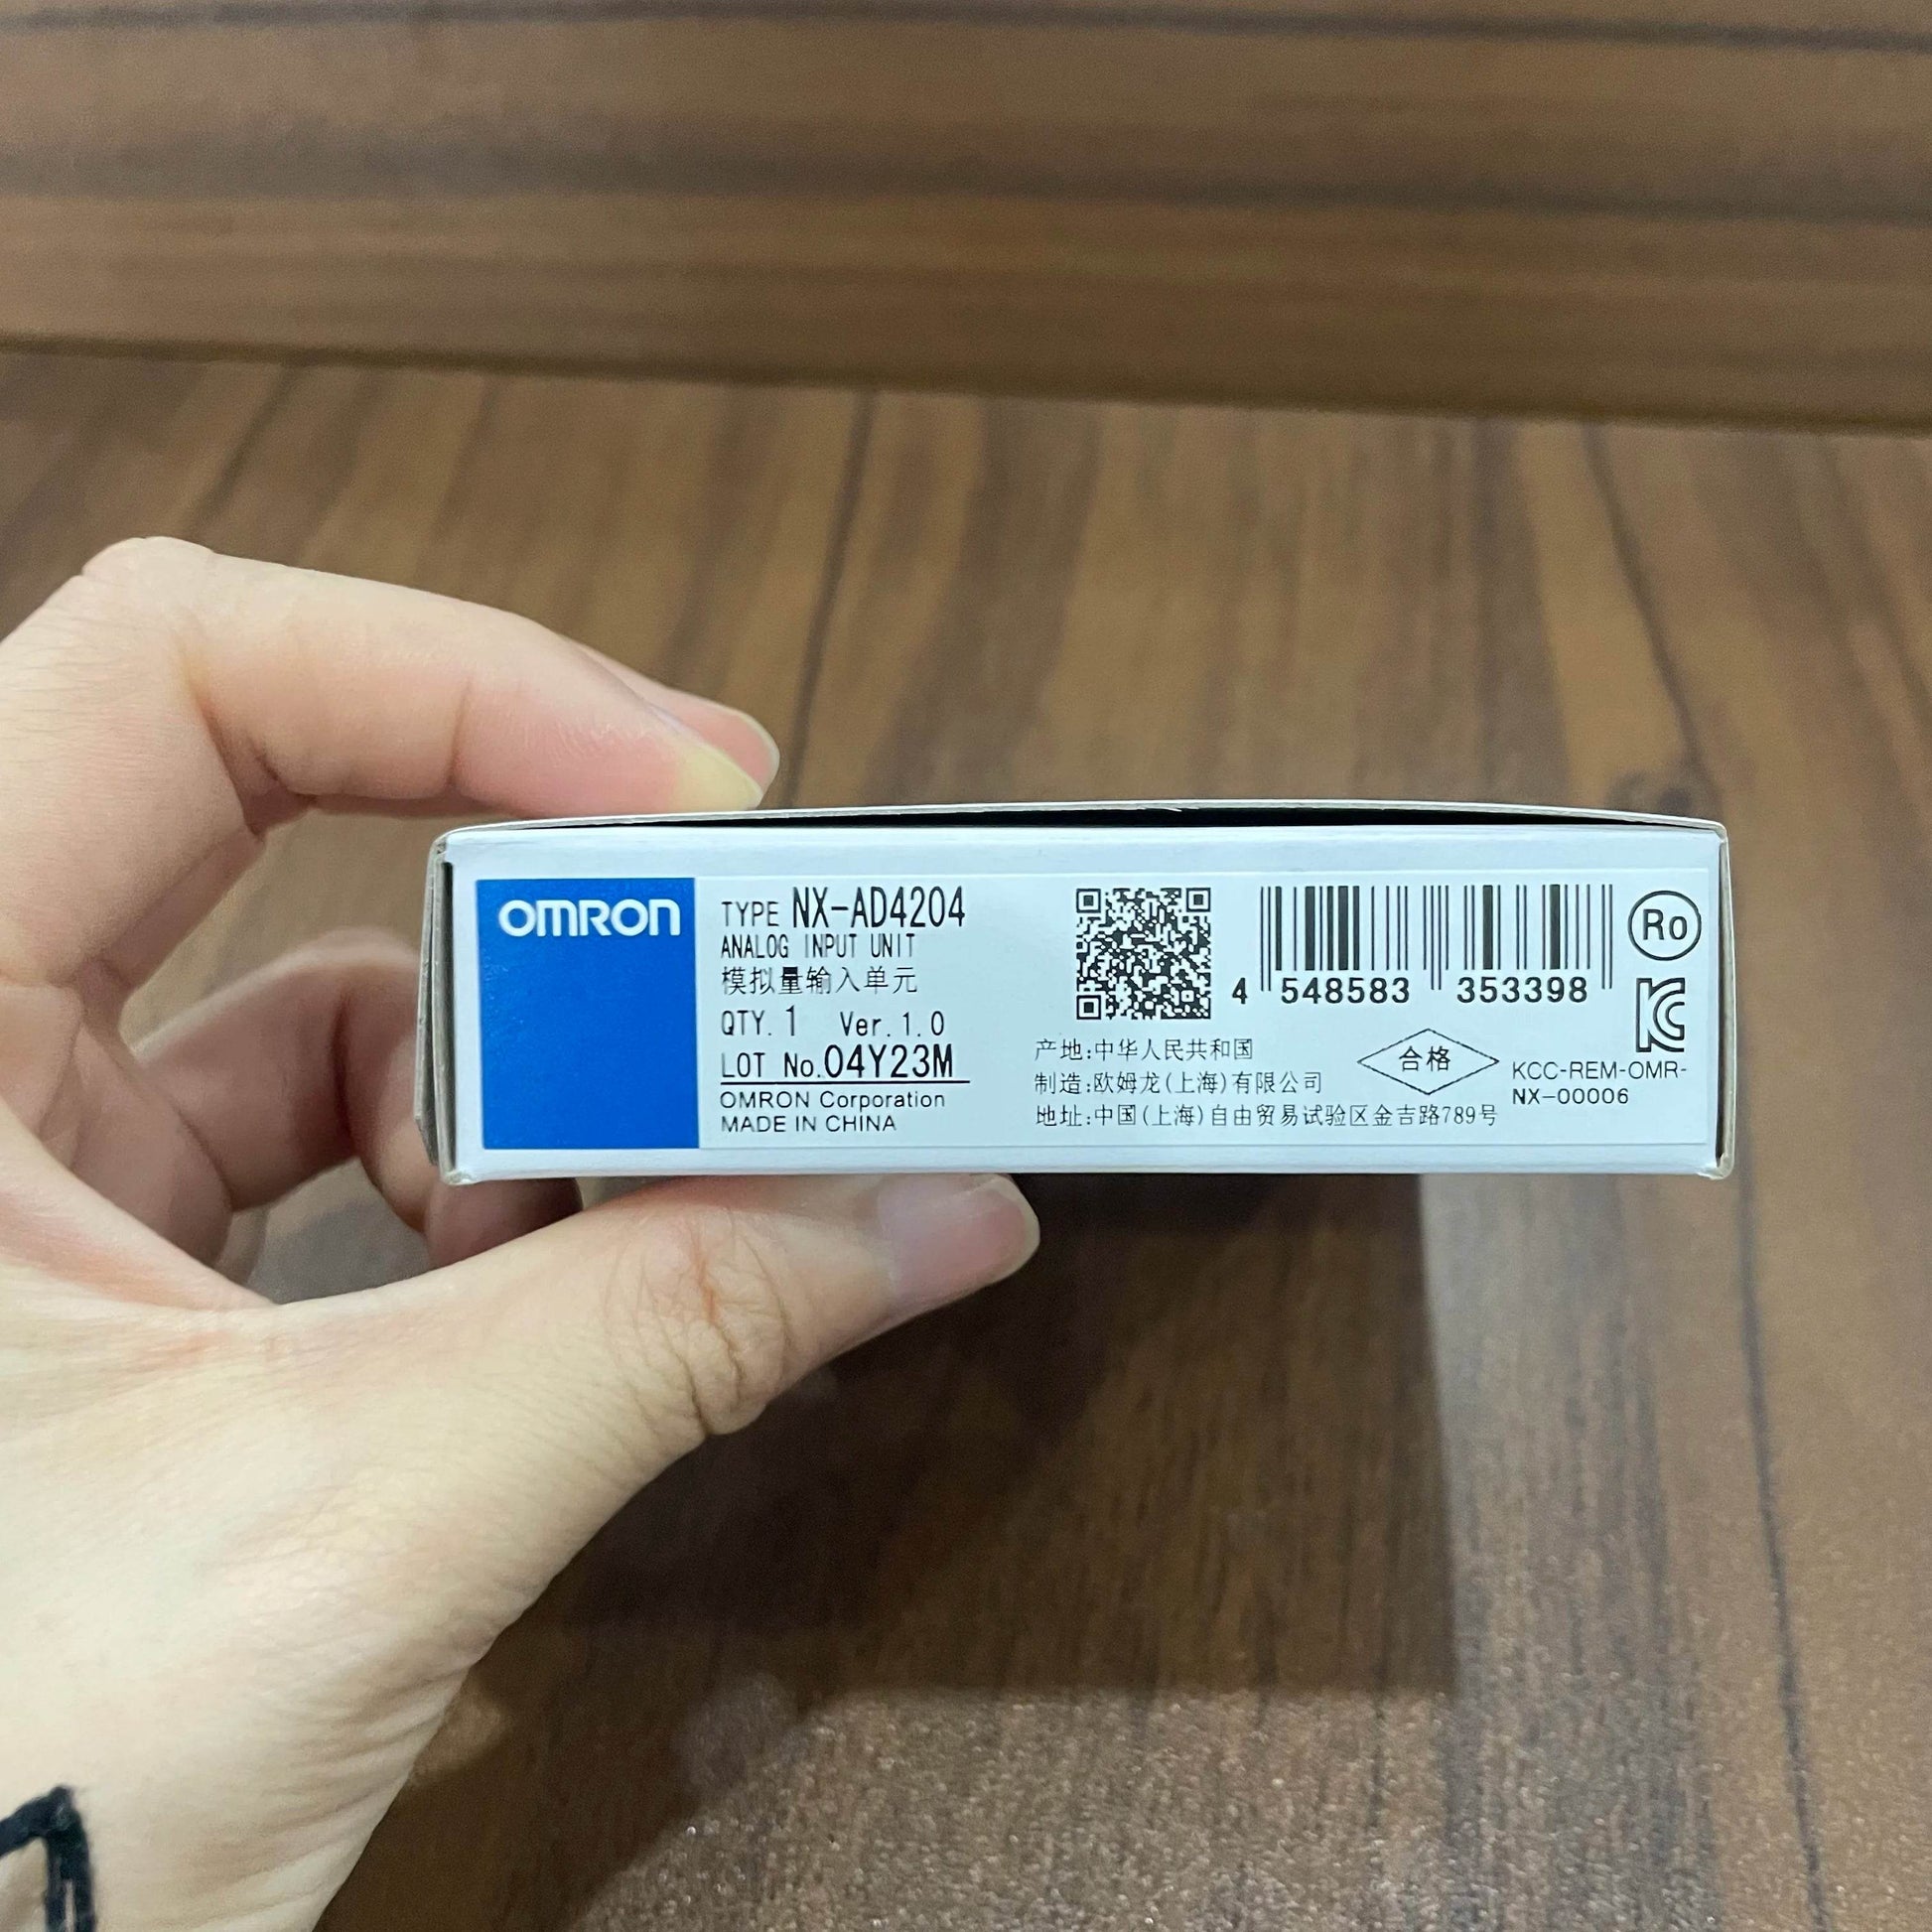 OMRON
TYPE NX-AD4204
ANALOG INPUT UNIT
模拟量输入单元
QTY. 1 Ver.1.0
LOT No.04Y23M
OMRON Corporation
MADE IN CHINA
4 548583 353398
Ro
产地:中华人民共和国
制造:欧姆龙(上海)有限公司
地址:中国(上海)自由贸易试验区金吉路789号
合格
KC
KCC-REM-OMR-
NX-00006